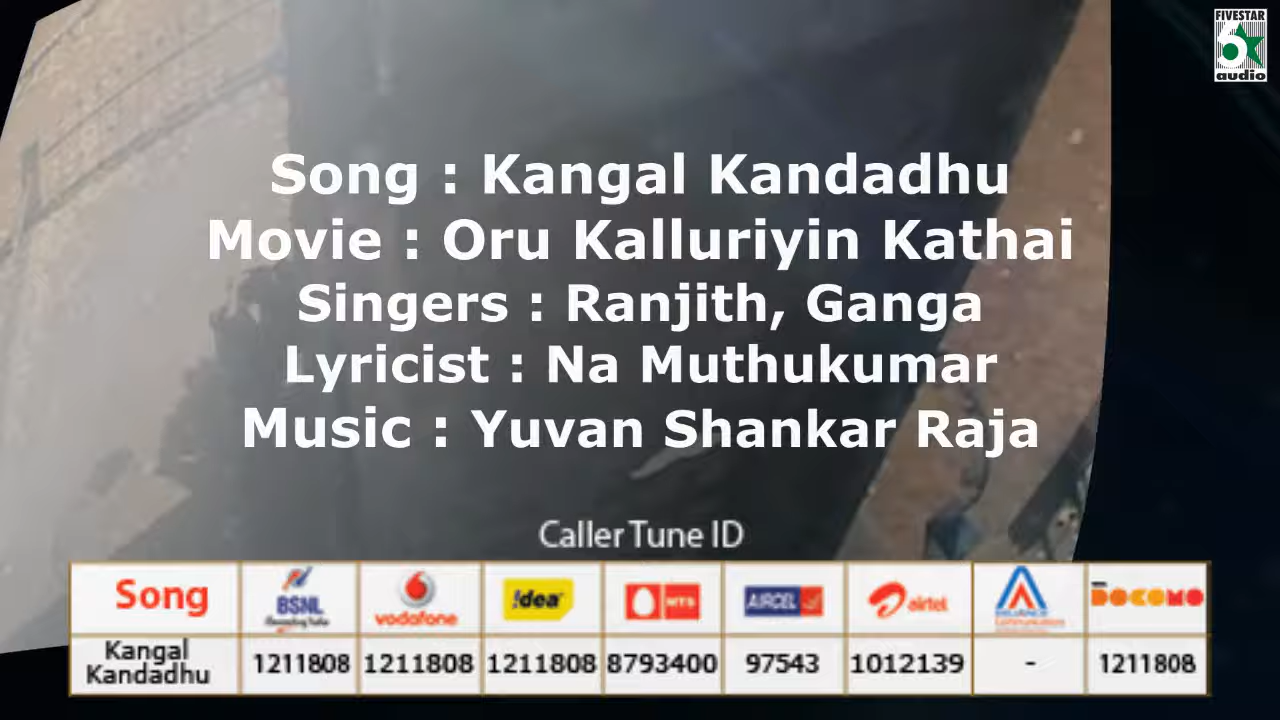 FIVESTAR
audio
Song : Kangal Kandadhu
Movie : Oru Kalluriyin Kathai
Singers : Ranjith, Ganga
Lyricist : Na Muthukumar
Music : Yuvan Shankar Raja
Caller Tune ID
Song BSNL vodafone !dea MTS AIRCEL airtel RELIANCE DOCOMO
Kangal Kandadhu 1211808 1211808 1211808 8793400 97543 1012139 - 1211808